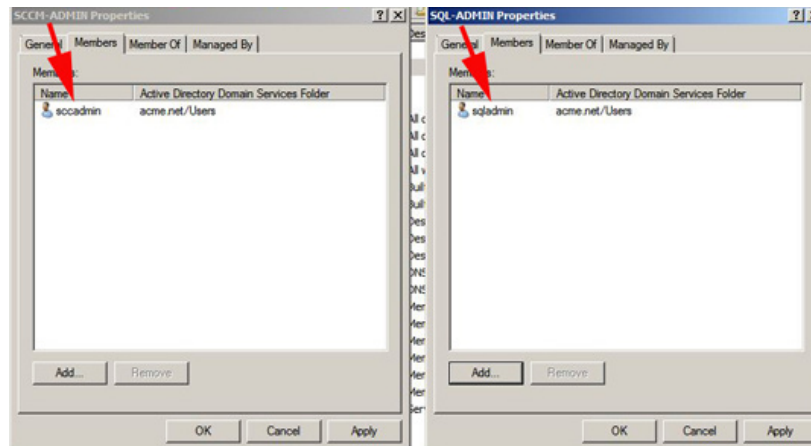 SCCM-ADMIN Properties
General Members Member Of Managed By
Members:
Name Active Directory Domain Services Folder
sccadmin acme.net/Users
Add... Remove
OK Cancel Apply
SQL-ADMIN Properties
General Members Member Of Managed By
Members:
Name Active Directory Domain Services Folder
sqladmin acme.net/Users
Add... Remove
OK Cancel Apply